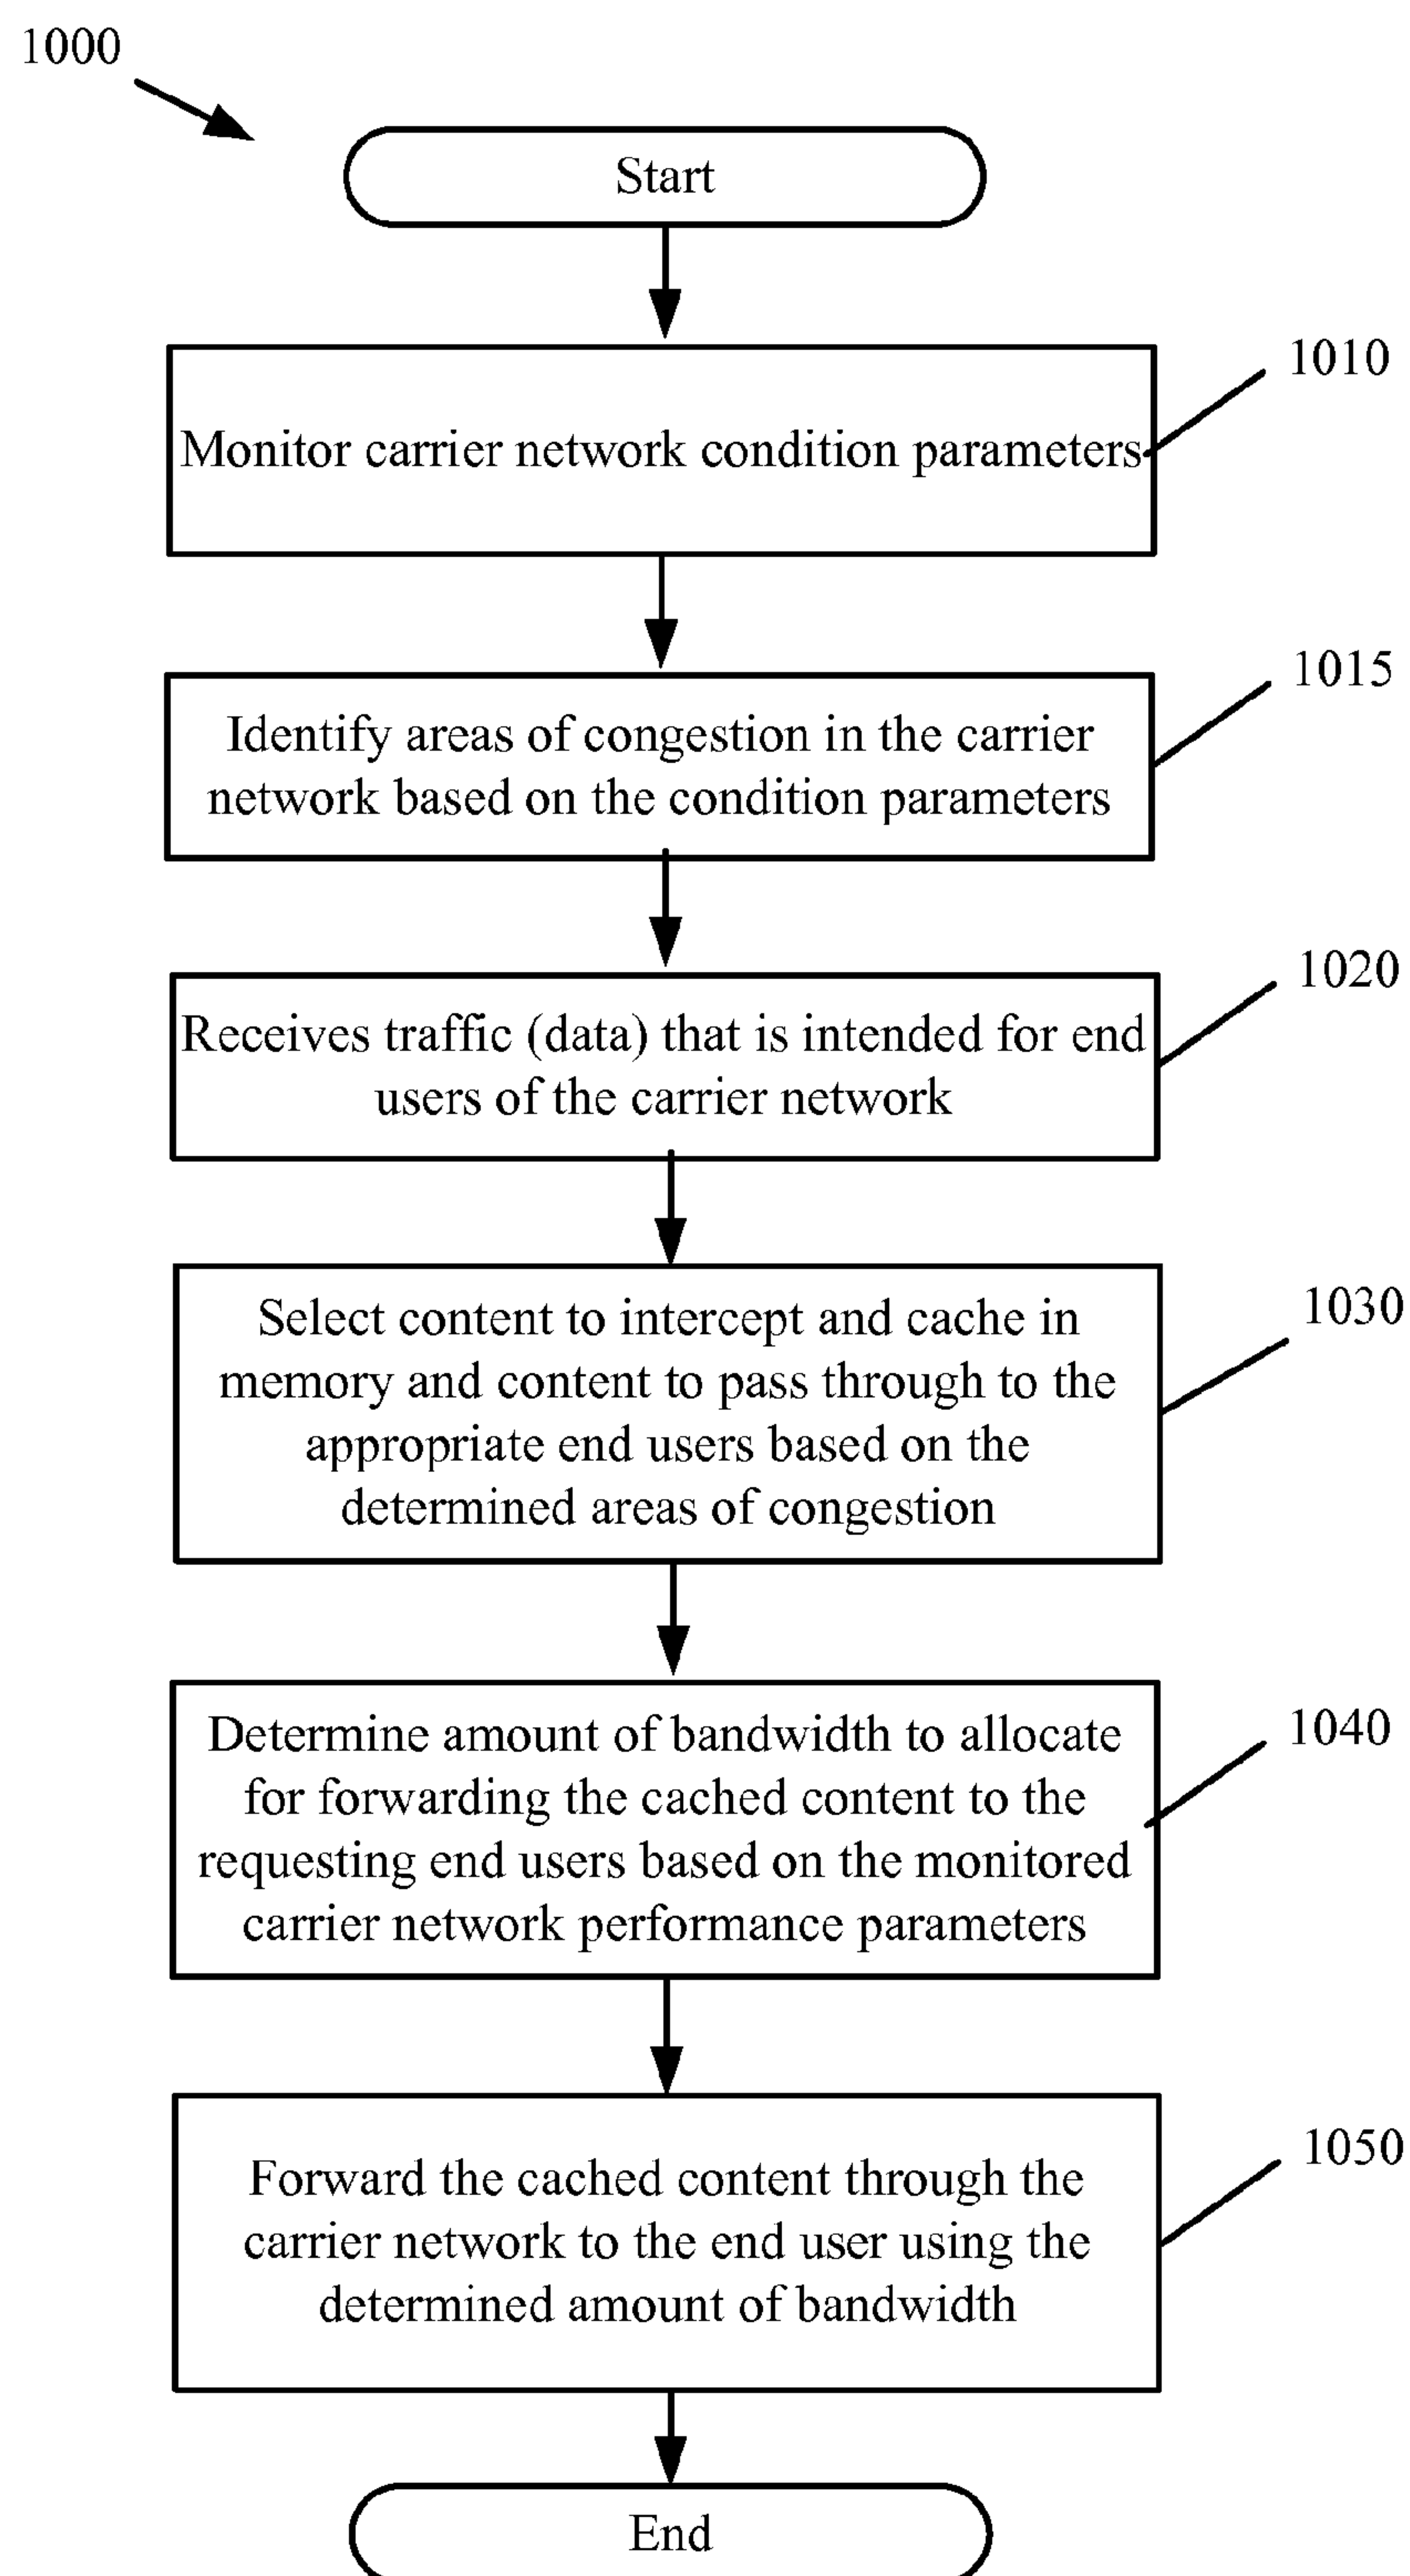 1000
Start
1010
Monitor carrier network condition parameters
1015
Identify areas of congestion in the carrier
network based on the condition parameters
1020
Receives traffic (data) that is intended for end
users of the carrier network
1030
Select content to intercept and cache in
memory and content to pass through to the
appropriate end users based on the
determined areas of congestion
1040
Determine amount of bandwidth to allocate
for forwarding the cached content to the
requesting end users based on the monitored
carrier network performance parameters
1050
Forward the cached content through the
carrier network to the end user using the
determined amount of bandwidth
End